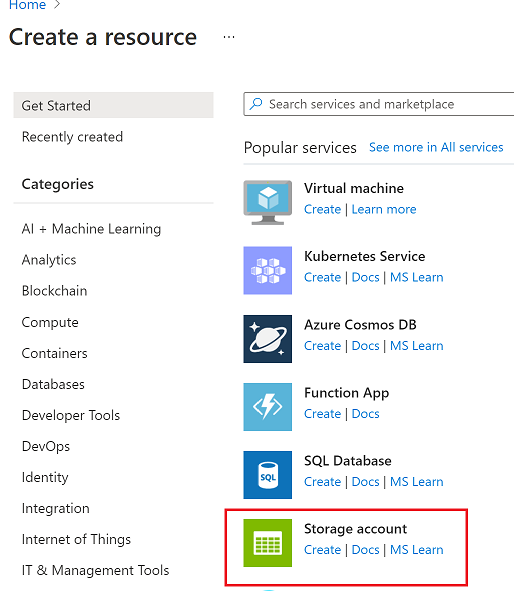 Home >
Create a resource ...
Get Started
Recently created
Categories
AI + Machine Learning
Analytics
Blockchain
Compute
Containers
Databases
Developer Tools
DevOps
Identity
Integration
Internet of Things
IT & Management Tools
Search services and marketplace
Popular services See more in All services
Virtual machine
Create | Learn more
Kubernetes Service
Create | Docs | MS Learn
Azure Cosmos DB
Create | Docs | MS Learn
Function App
Create | Docs
SQL
SQL Database
Create | Docs | MS Learn
Storage account
Create | Docs | MS Learn